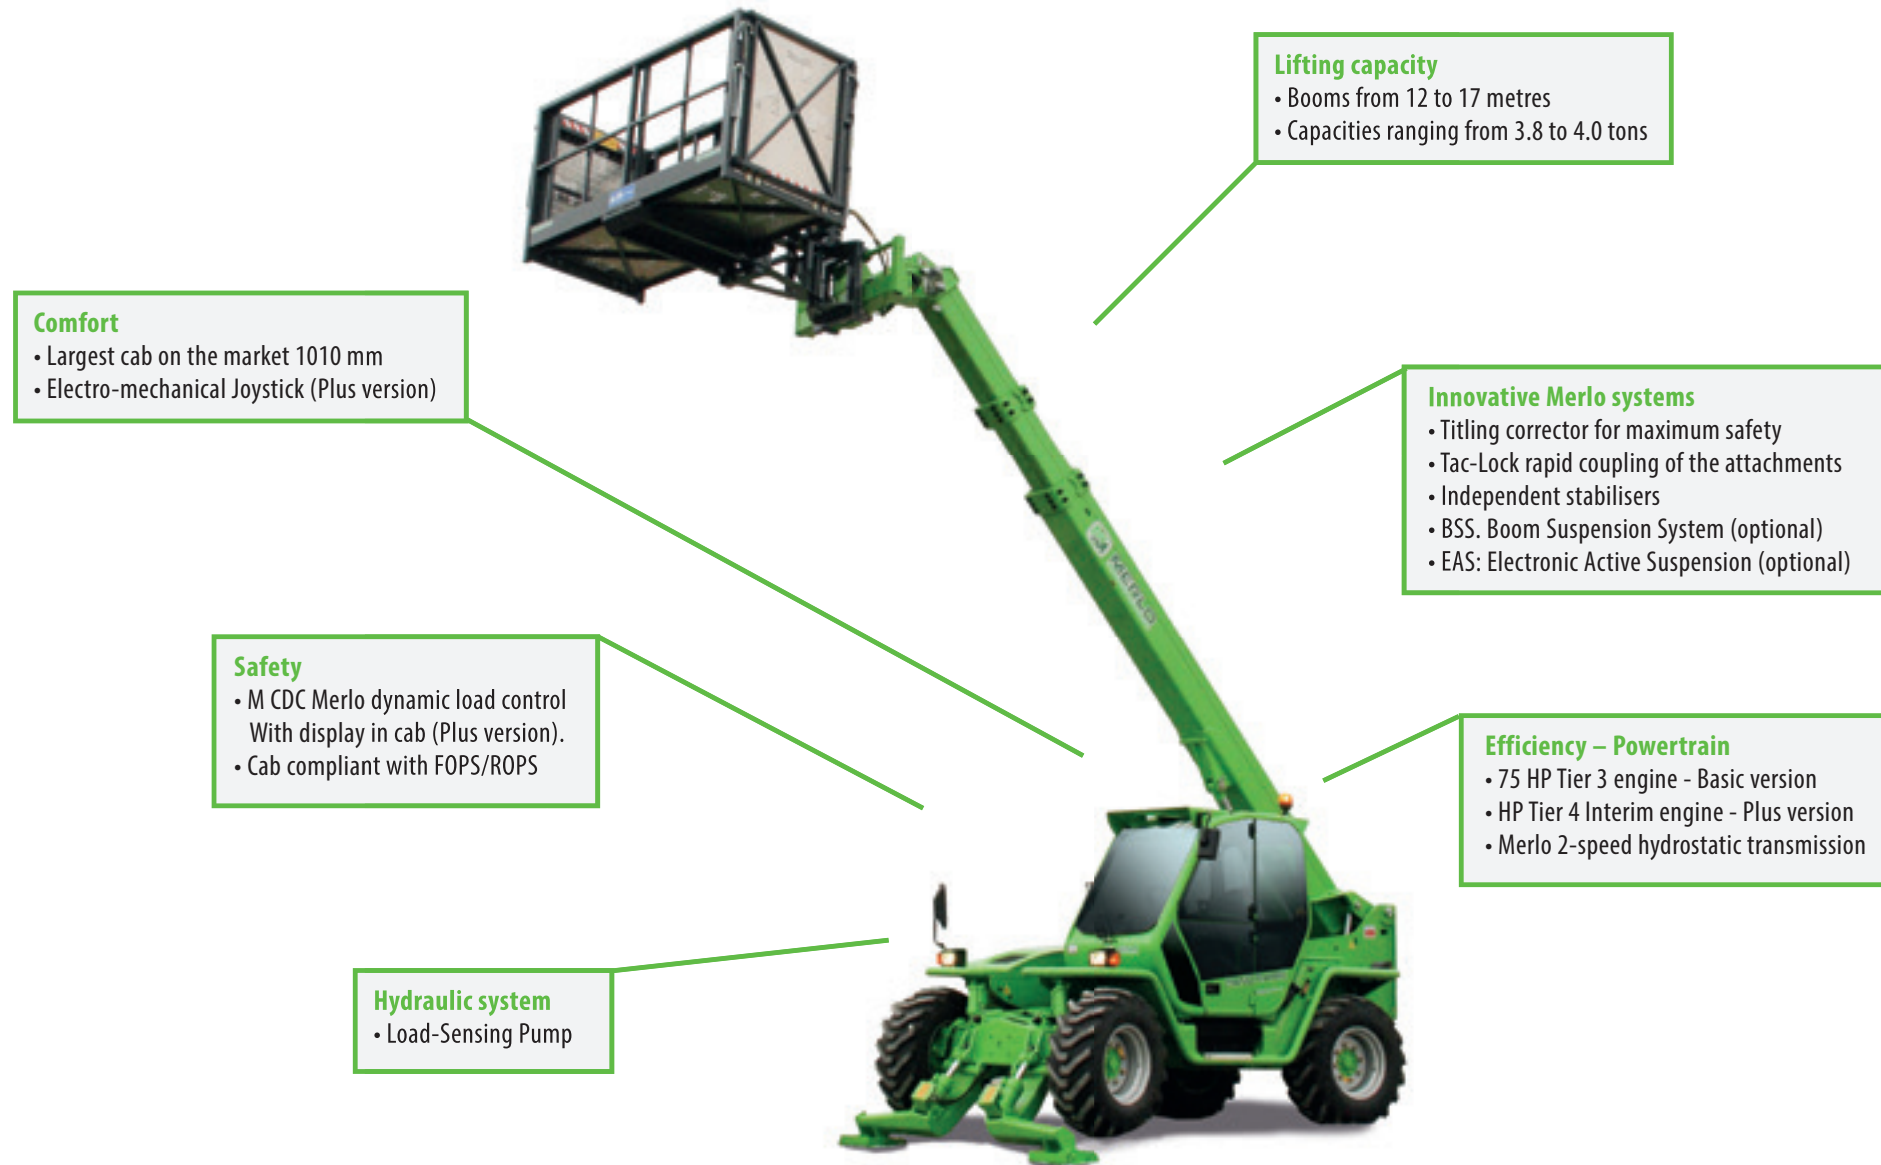 Lifting capacity
• Booms from 12 to 17 metres
• Capacities ranging from 3.8 to 4.0 tons
Comfort
• Largest cab on the market 1010 mm
• Electro-mechanical Joystick (Plus version)
Innovative Merlo systems
• Titling corrector for maximum safety
• Tac-Lock rapid coupling of the attachments
• Independent stabilisers
• BSS. Boom Suspension System (optional)
• EAS: Electronic Active Suspension (optional)
MERLO
Safety
• M CDC Merlo dynamic load control
With display in cab (Plus version).
• Cab compliant with FOPS/ROPS
Efficiency – Powertrain
• 75 HP Tier 3 engine - Basic version
• HP Tier 4 Interim engine - Plus version
• Merlo 2-speed hydrostatic transmission
Hydraulic system
• Load-Sensing Pump